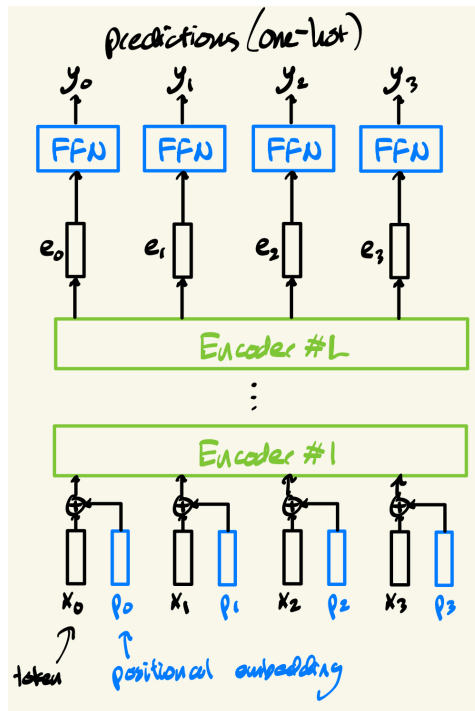 predictions (one-hot)
y₀ y₁ y₂ y₃
FFN FFN FFN FFN
e₀ e₁ e₂ e₃
Encoder #L
⋮
Encoder #1
+ + + +
x₀ p₀ x₁ p₁ x₂ p₂ x₃ p₃
token positional embedding